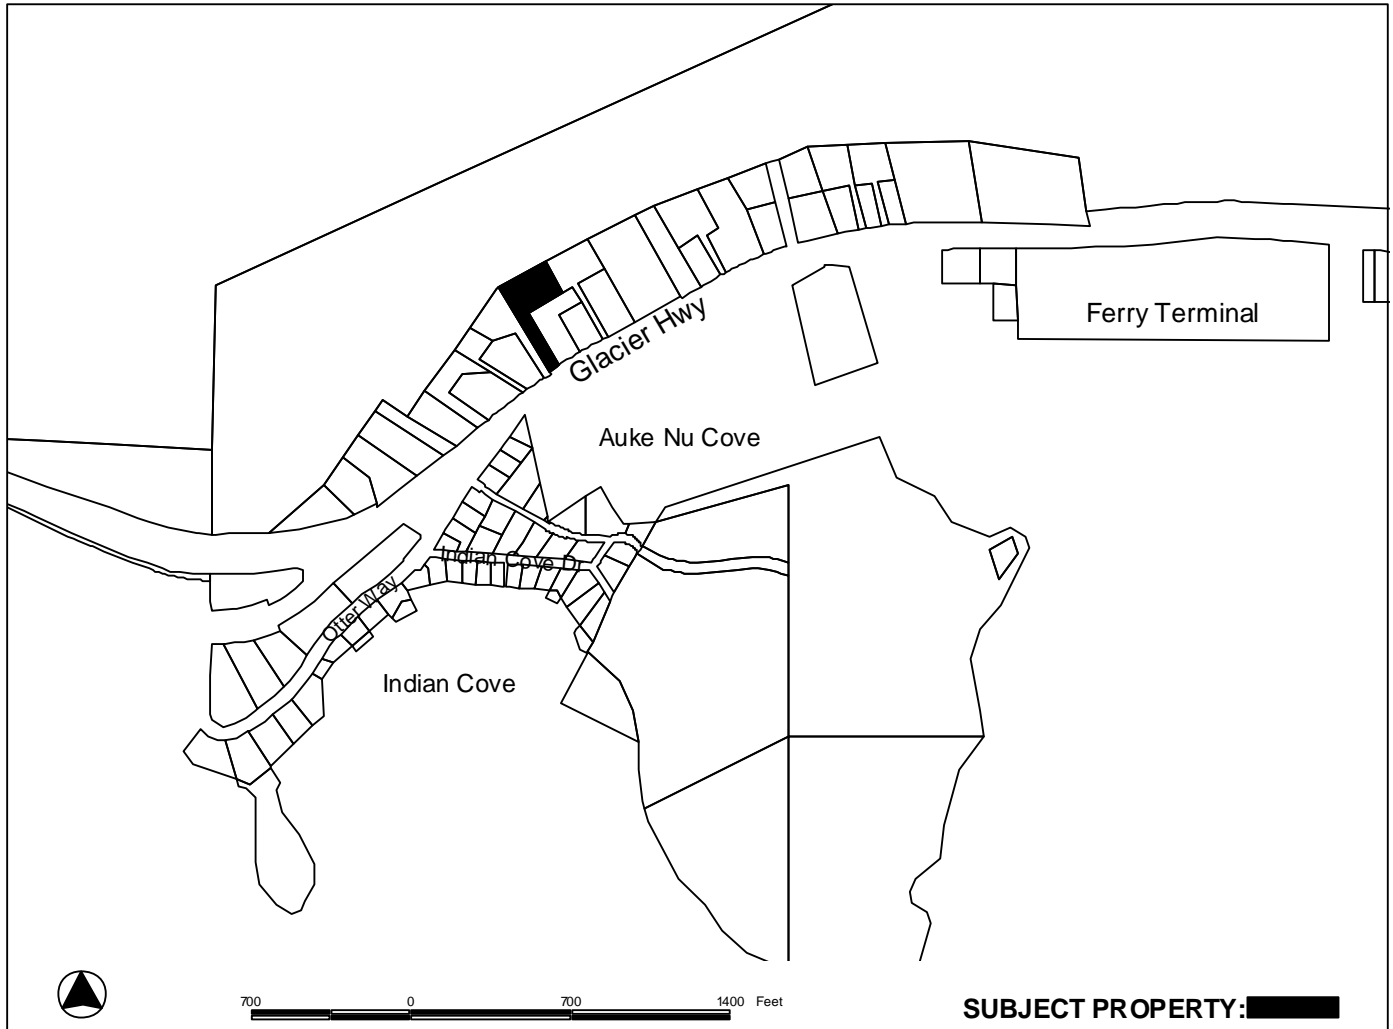 Ferry Terminal
Glacier Hwy
Auke Nu Cove
Indian Cove Dr
Otter Way
Indian Cove
700 0 700 1400 Feet
SUBJECT PROPERTY: